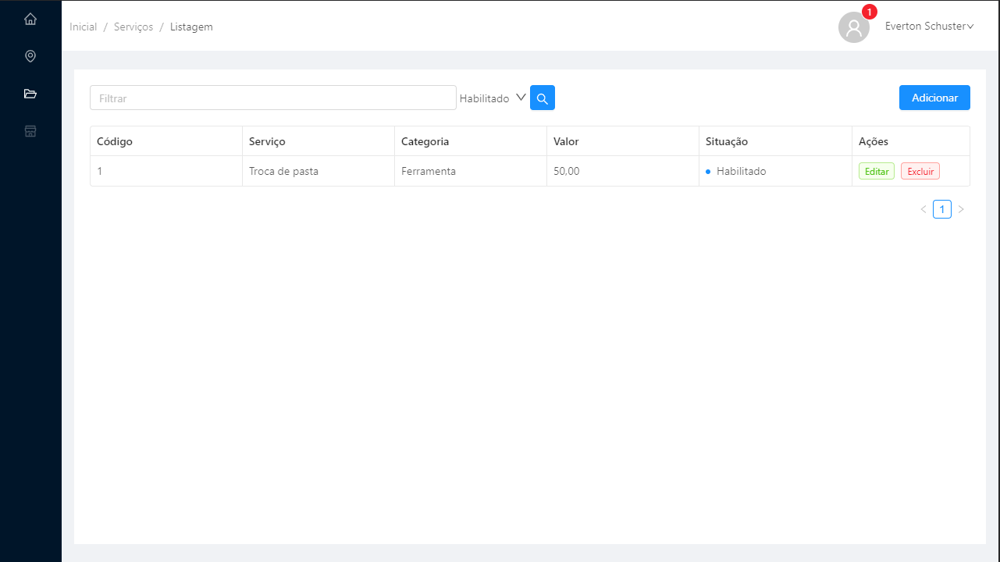 Inicial / Serviços / Listagem
1
Everton Schuster
Filtrar
Habilitado
Adicionar
Código Serviço Categoria Valor Situação Ações
1 Troca de pasta Ferramenta 50,00 Habilitado Editar Excluir
< 1 >